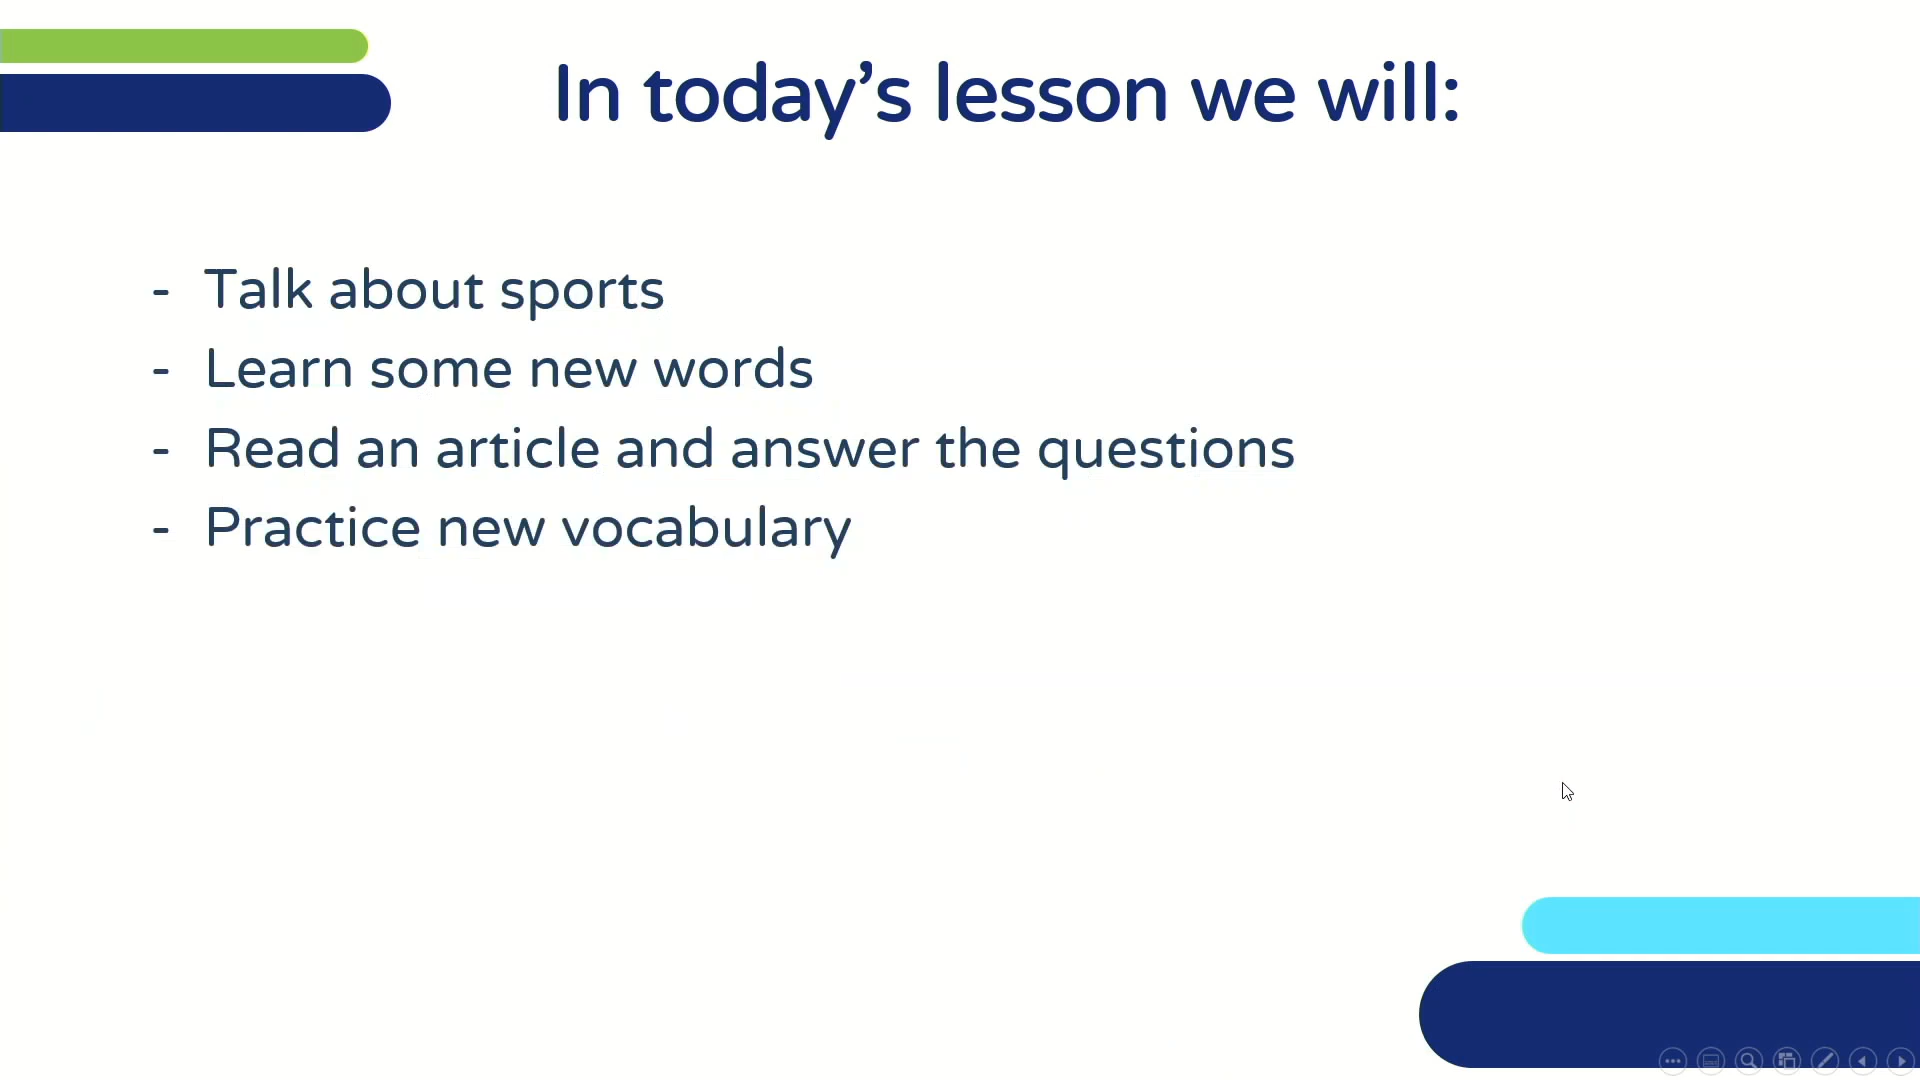 In today’s lesson we will:
- Talk about sports
- Learn some new words
- Read an article and answer the questions
- Practice new vocabulary